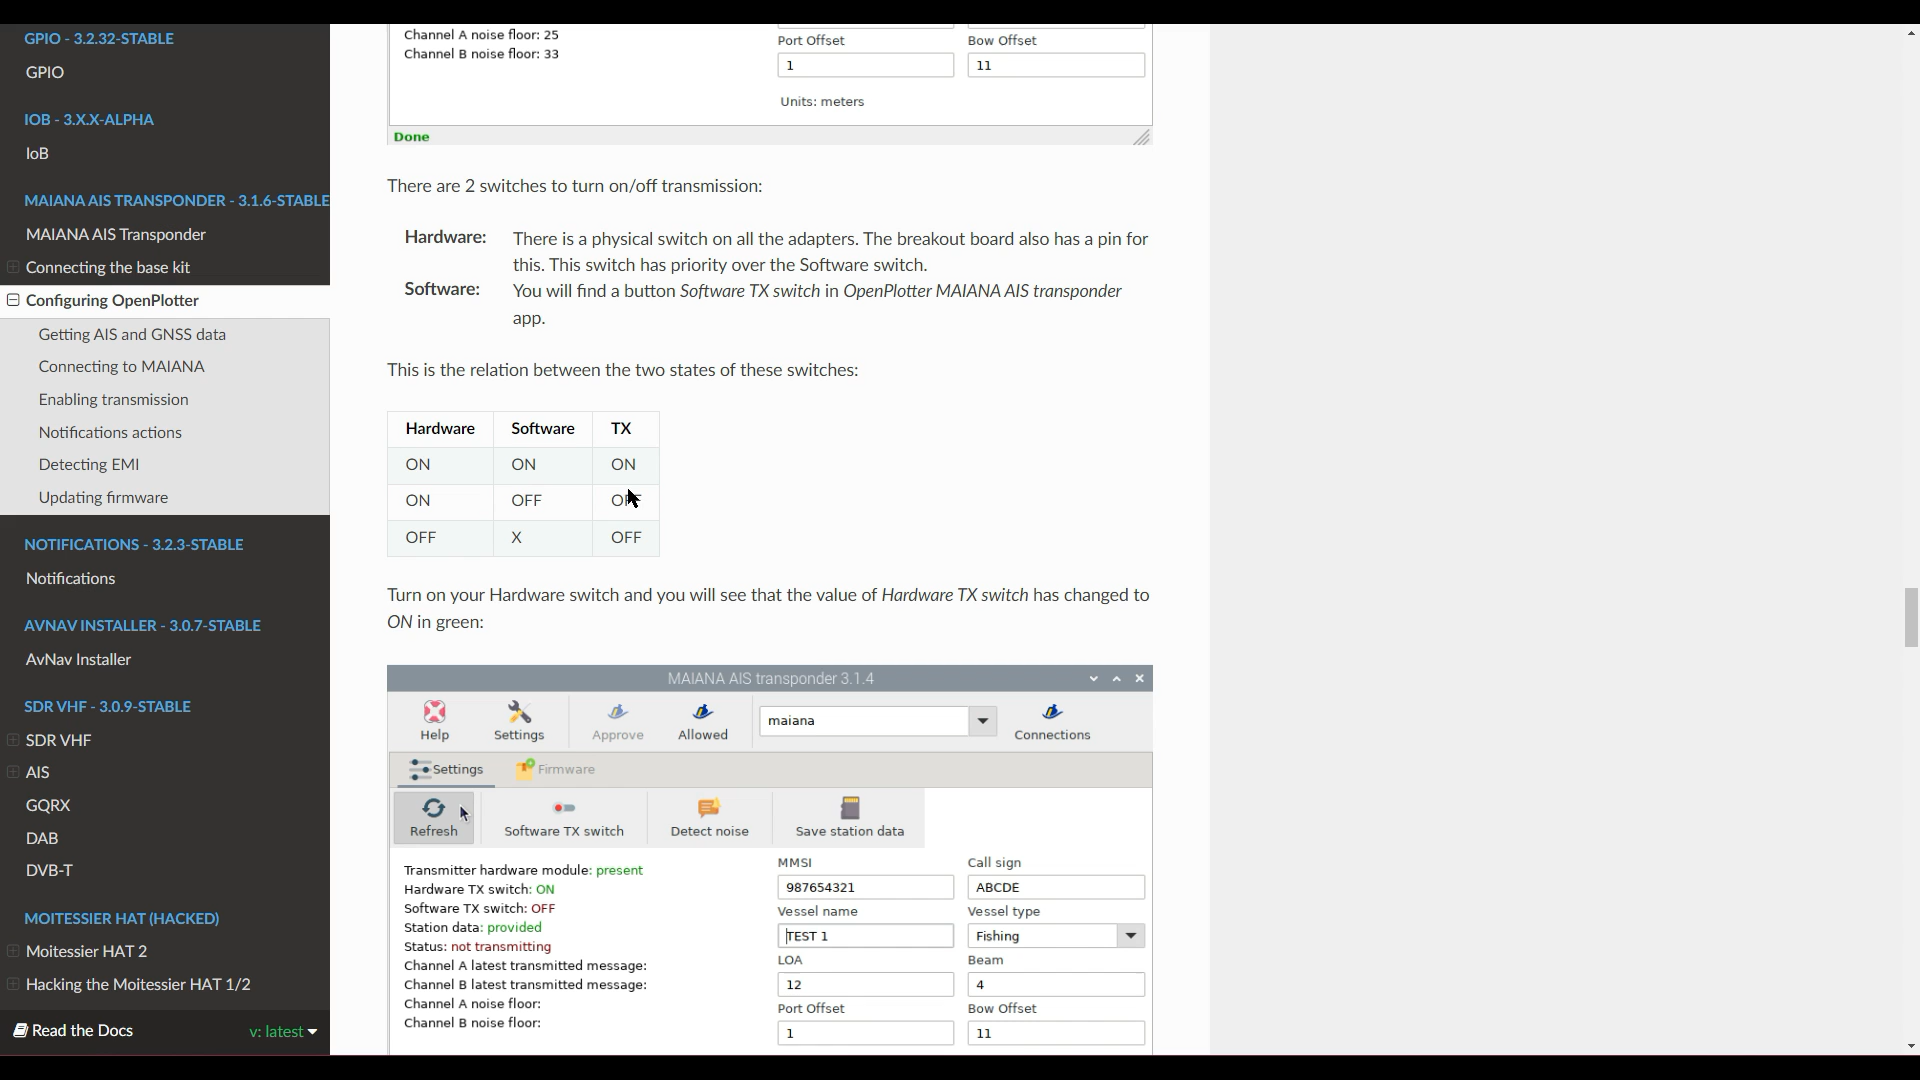 GPIO - 3.2.32-STABLE
GPIO
IOB - 3.X.X-ALPHA
IoB
MAIANA AIS TRANSPONDER - 3.1.6-STABLE
MAIANA AIS Transponder
Connecting the base kit
Configuring OpenPlotter
Getting AIS and GNSS data
Connecting to MAIANA
Enabling transmission
Notifications actions
Detecting EMI
Updating firmware
NOTIFICATIONS - 3.2.3-STABLE
Notifications
AVNAV INSTALLER - 3.0.7-STABLE
AvNav Installer
SDR VHF - 3.0.9-STABLE
SDR VHF
AIS
GQRX
DAB
DVB-T
MOITESSIER HAT (HACKED)
Moitessier HAT 2
Hacking the Moitessier HAT 1/2
Read the Docs v: latest
Channel A noise floor: 25
Channel B noise floor: 33
Port Offset Bow Offset
1 11
Units: meters
Done
There are 2 switches to turn on/off transmission:
Hardware: There is a physical switch on all the adapters. The breakout board also has a pin for
this. This switch has priority over the Software switch.
Software: You will find a button Software TX switch in OpenPlotter MAIANA AIS transponder
app.
This is the relation between the two states of these switches:
Hardware Software TX
ON ON ON
ON OFF OFF
OFF X OFF
Turn on your Hardware switch and you will see that the value of Hardware TX switch has changed to
ON in green:
MAIANA AIS transponder 3.1.4
Help Settings Approve Allowed maiana Connections
Settings Firmware
Refresh Software TX switch Detect noise Save station data
Transmitter hardware module: present
Hardware TX switch: ON
Software TX switch: OFF
Station data: provided
Status: not transmitting
Channel A latest transmitted message:
Channel B latest transmitted message:
Channel A noise floor:
Channel B noise floor:
MMSI Call sign
987654321 ABCDE
Vessel name Vessel type
TEST 1 Fishing
LOA Beam
12 4
Port Offset Bow Offset
1 11